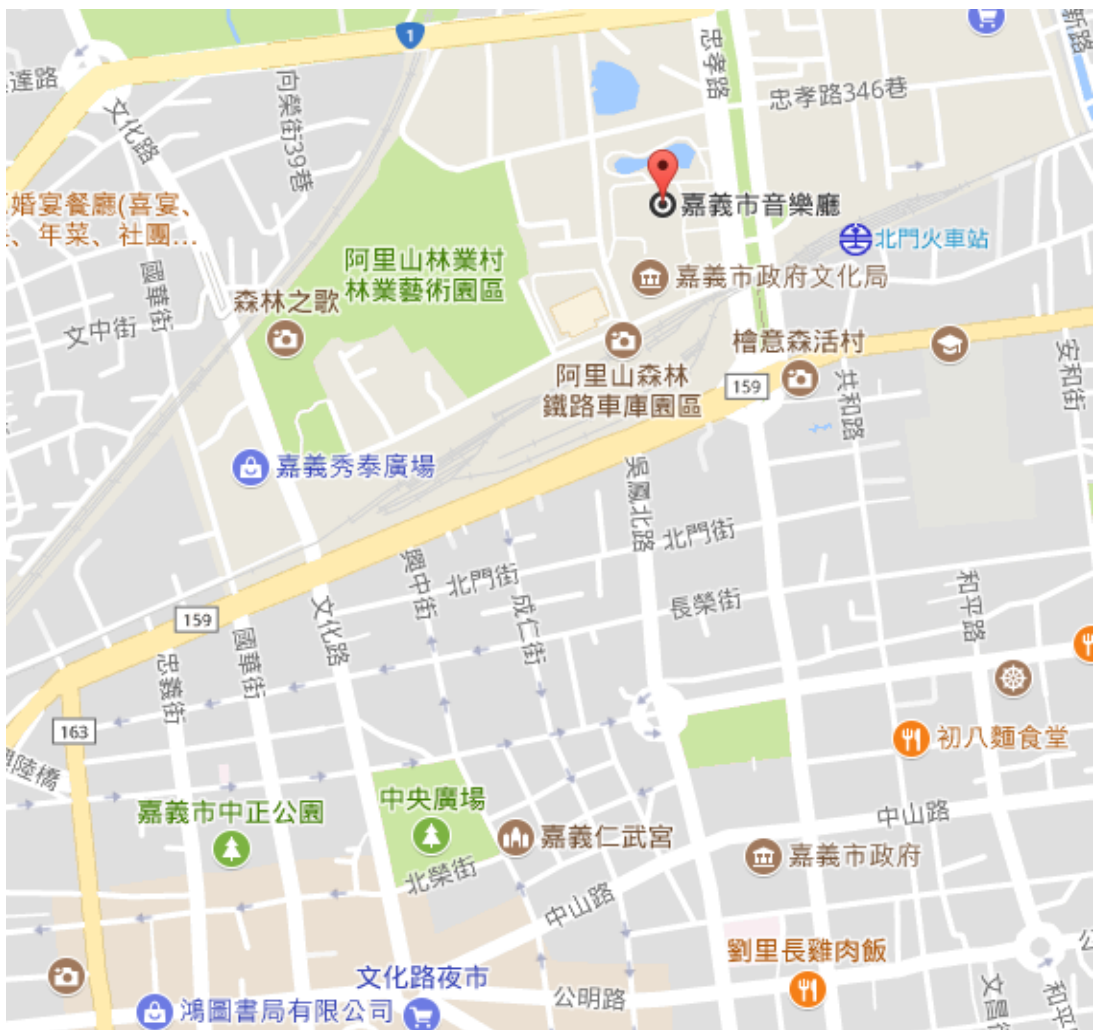 1
忠孝路
新路
達路
文化路
向榮街39巷
忠孝路346巷
婚宴餐廳(喜宴、
、年菜、社團...
嘉義市音樂廳
北門火車站
阿里山林業村
林業藝術園區
嘉義市政府文化局
國華街
森林之歌
文中街
檜意森活村
阿里山森林
鐵路車庫園區
159
共和路
安和街
嘉義秀泰廣場
吳鳳北路
北門街
興中街
北門街
成仁街
長榮街
和平路
159
文化路
國華街
忠義街
163
陸橋
初八麵食堂
中央廣場
嘉義市中正公園
中山路
嘉義仁武宮
嘉義市政府
北榮街
中山路
劉里長雞肉飯
文化路夜市
公明路
鴻圖書局有限公司
文昌
和平